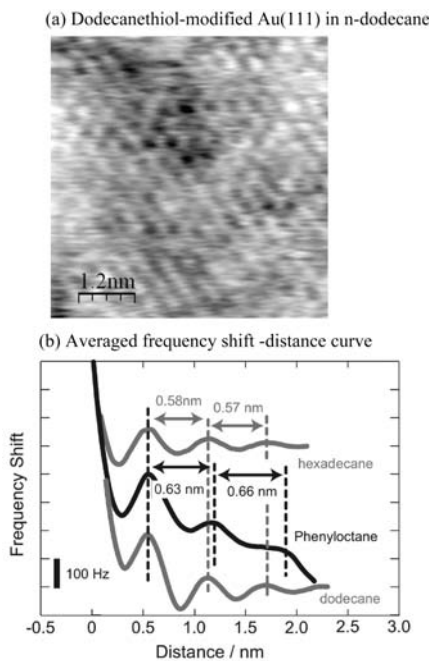 (a) Dodecanethiol-modified Au(111) in n-dodecane
1.2nm
(b) Averaged frequency shift -distance curve
0.58nm
0.57 nm
hexadecane
0.63 nm
0.66 nm
Phenyloctane
100 Hz
dodecane
Frequency Shift
-0.5
0
0.5
1.0
1.5
2.0
2.5
3.0
Distance / nm